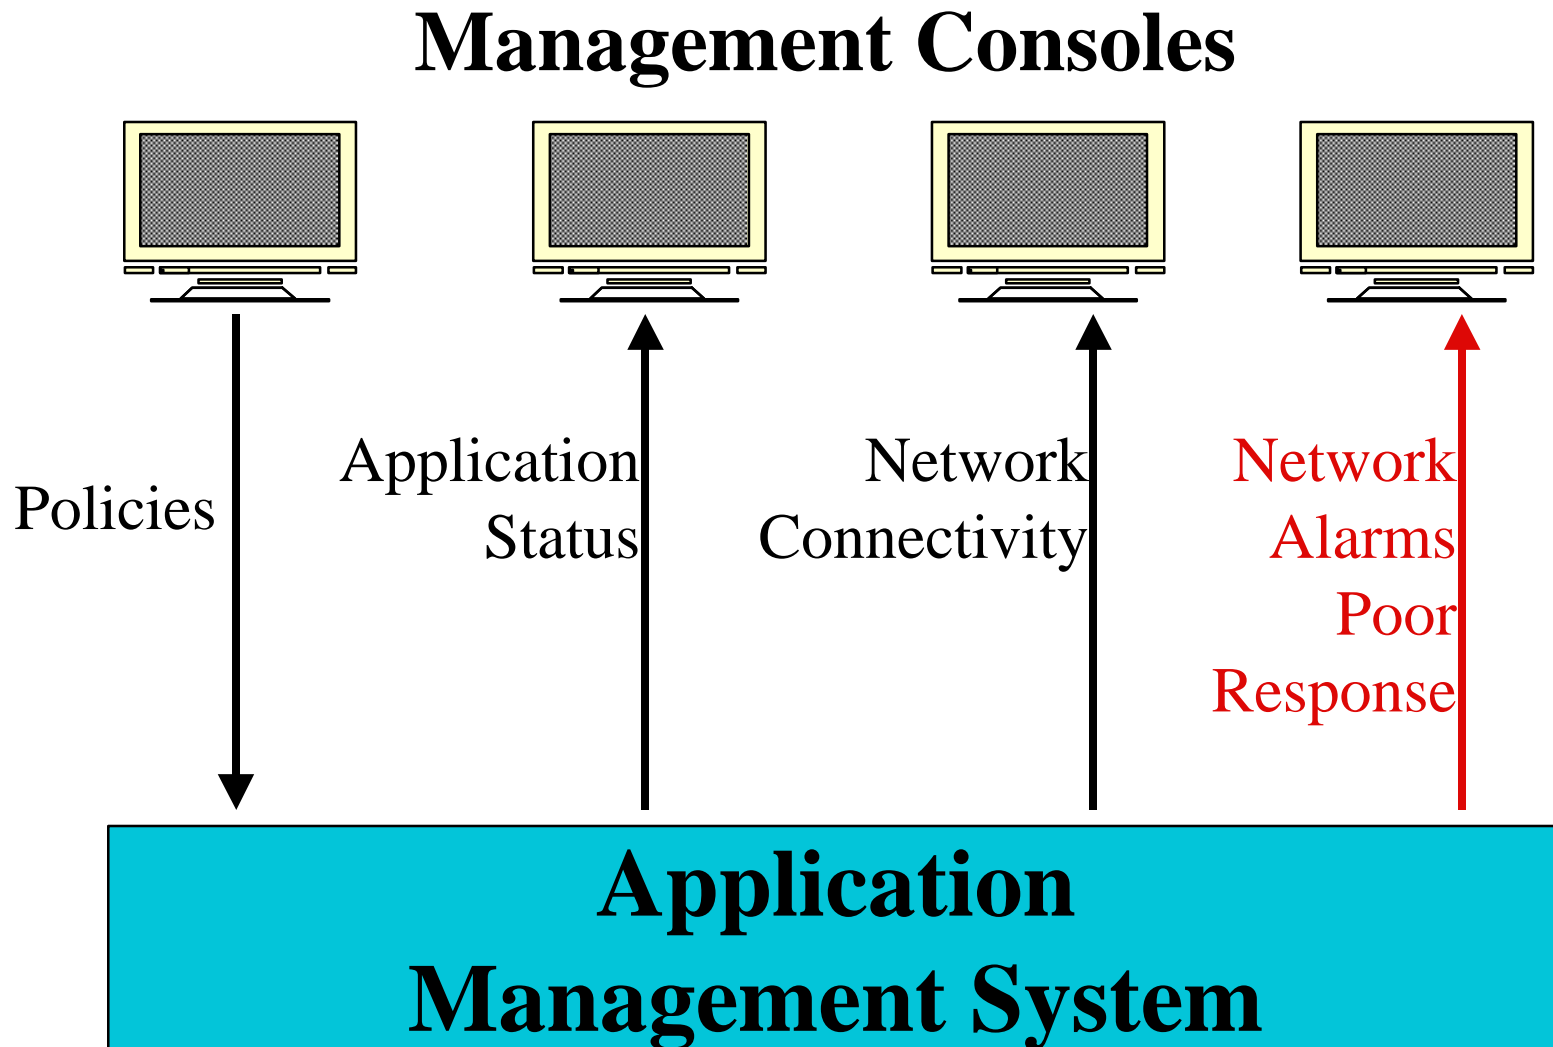 Management Consoles
Policies
Application
Status
Network
Connectivity
Network
Alarms
Poor
Response
Application
Management System